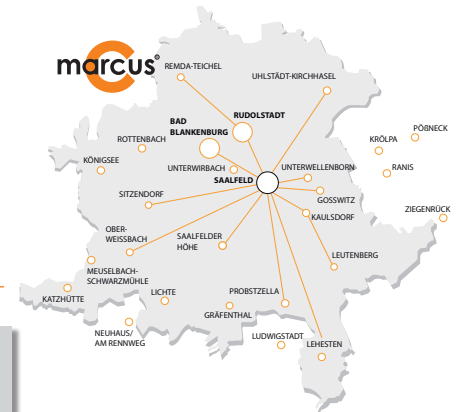 marcus®
REMDA-TEICHEL
UHLSTÄDT-KIRCHHASEL
RUDOLSTADT
BAD
BLANKENBURG
PÖßNECK
KRÖLPA
ROTTENBACH
KÖNIGSEE
UNTERWIRBACH
UNTERWELLENBORN
RANIS
SAALFELD
SITZENDORF
GOSSWITZ
ZIEGENRÜCK
KAULSDORF
OBER-
WEISSBACH
SAALFELDER
HÖHE
LEUTENBERG
MEUSELBACH-
SCHWARZMÜHLE
KATZHÜTTE
LICHTE
PROBSTZELLA
GRÄFENTHAL
NEUHAUS/
AM RENNWEG
LUDWIGSTADT
LEHESTEN